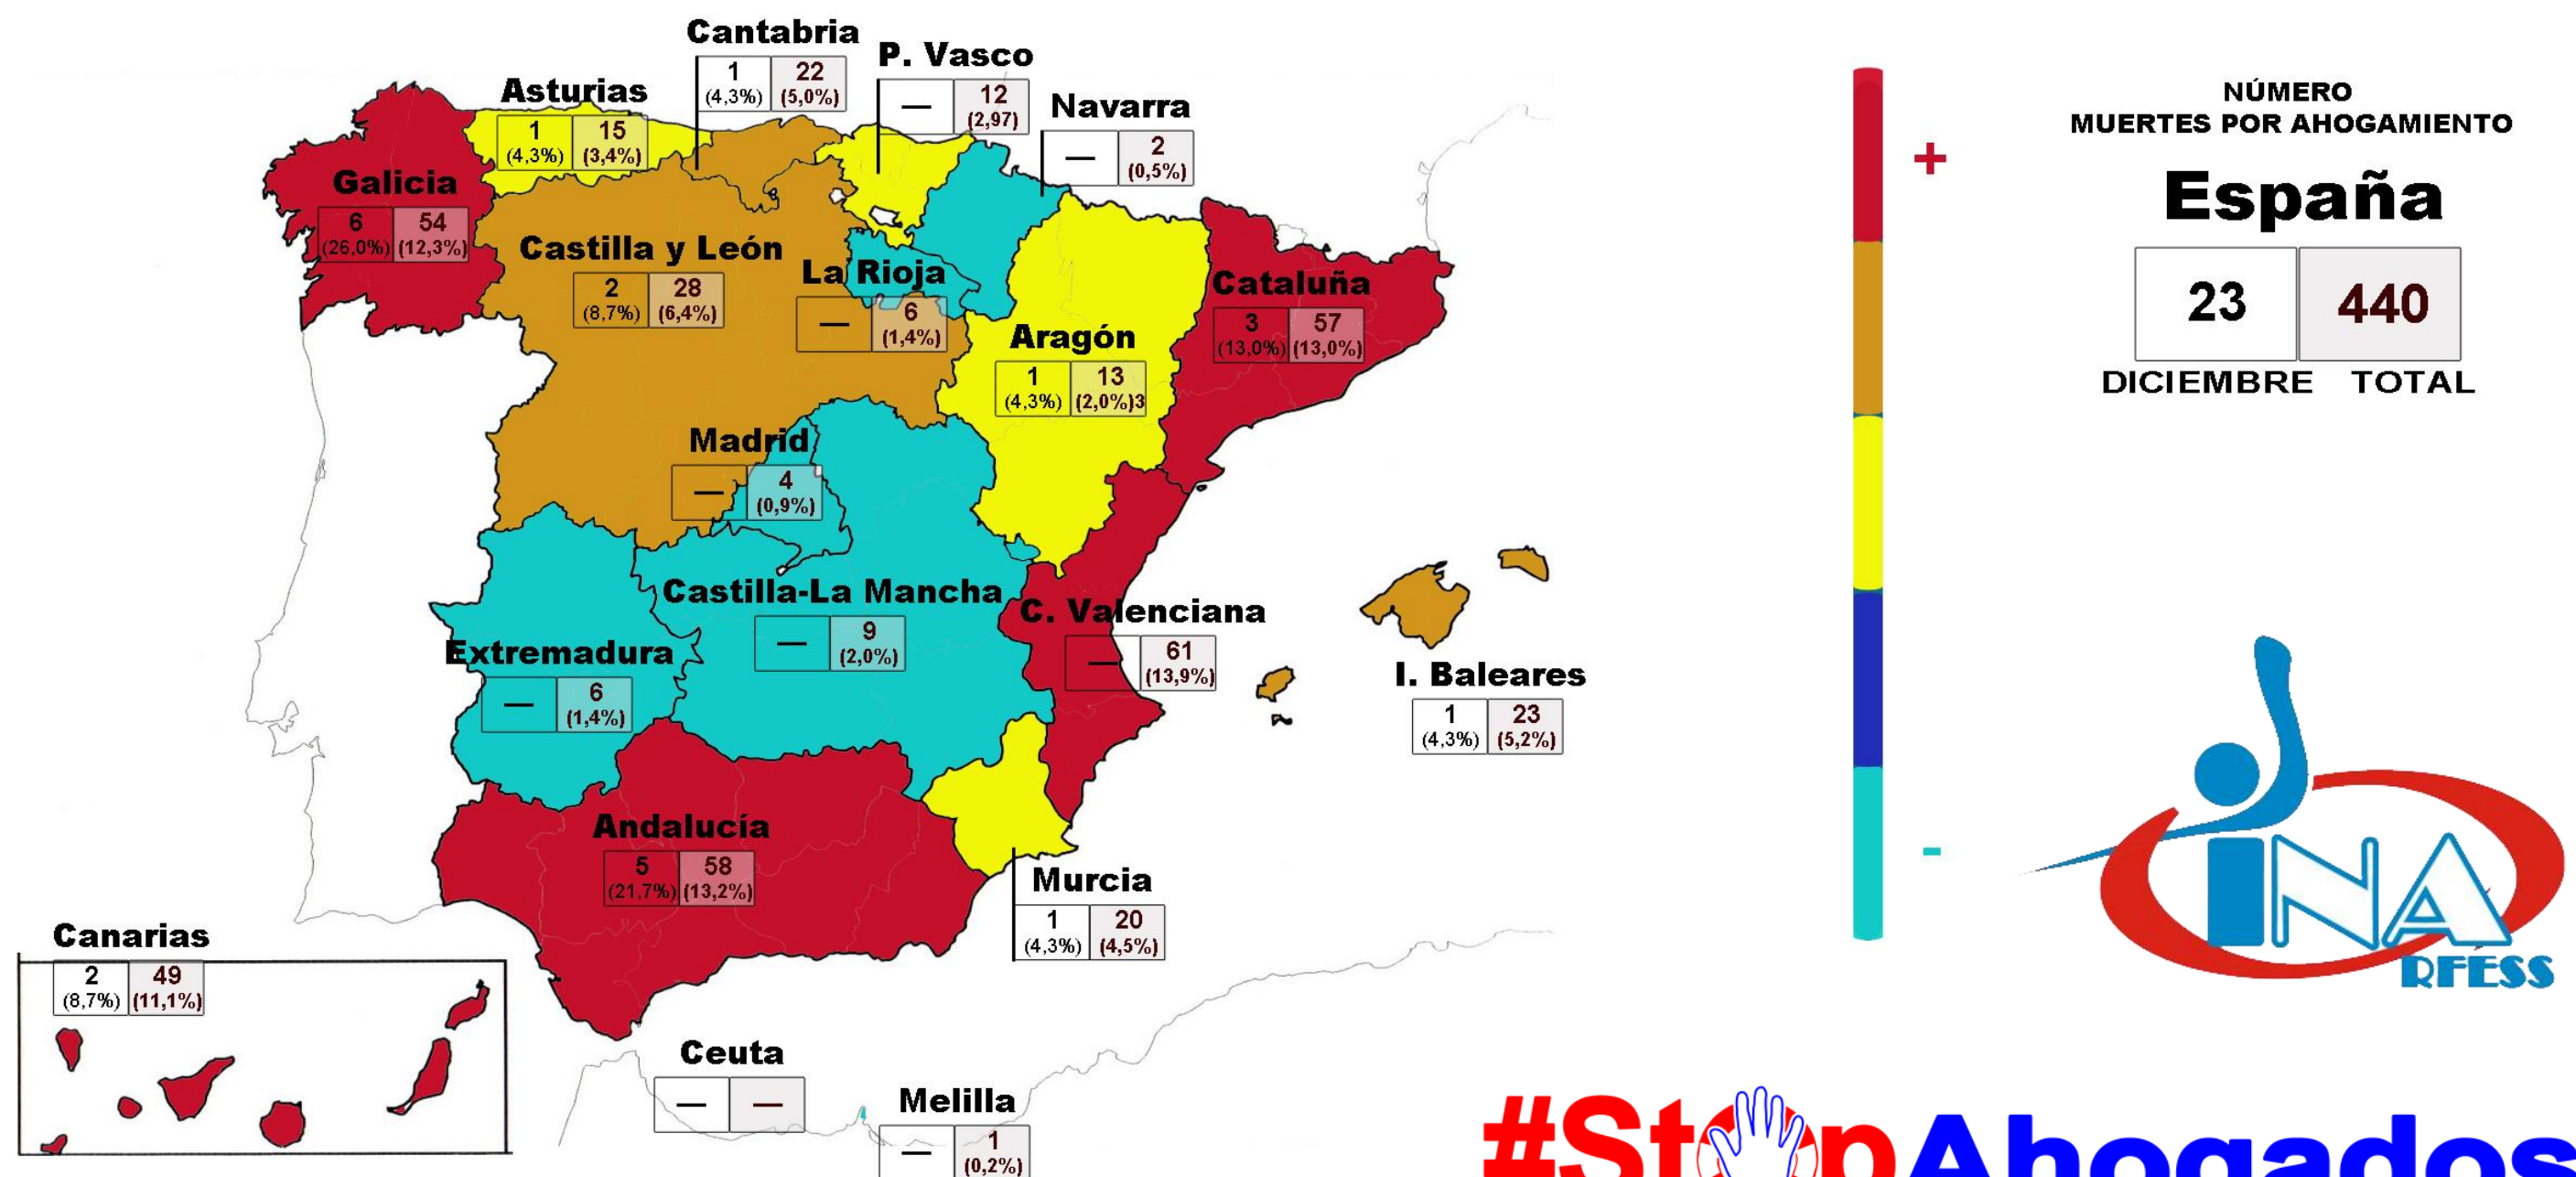 Cantabria
1 22
(4,3%) (5,0%)
P. Vasco
— 12
(2,97)
Navarra
— 2
(0,5%)
Asturias
1 15
(4,3%) (3,4%)
Galicia
6 54
(26,0%) (12,3%)
Castilla y León
2 28
(8,7%) (6,4%)
La Rioja
— 6
(1,4%)
Cataluña
3 57
(13,0%) (13,0%)
Aragón
1 13
(4,3%) (2,0%)3
Madrid
— 4
(0,9%)
Castilla-La Mancha
— 9
(2,0%)
C. Valenciana
— 61
(13,9%)
Extremadura
— 6
(1,4%)
I. Baleares
1 23
(4,3%) (5,2%)
Andalucía
5 58
(21,7%) (13,2%)
Murcia
1 20
(4,3%) (4,5%)
Canarias
2 49
(8,7%) (11,1%)
Ceuta
— —
Melilla
— 1
(0,2%)
+
-
NÚMERO
MUERTES POR AHOGAMIENTO
España
23 440
DICIEMBRE TOTAL
INA
RFESS
#StopAhogados